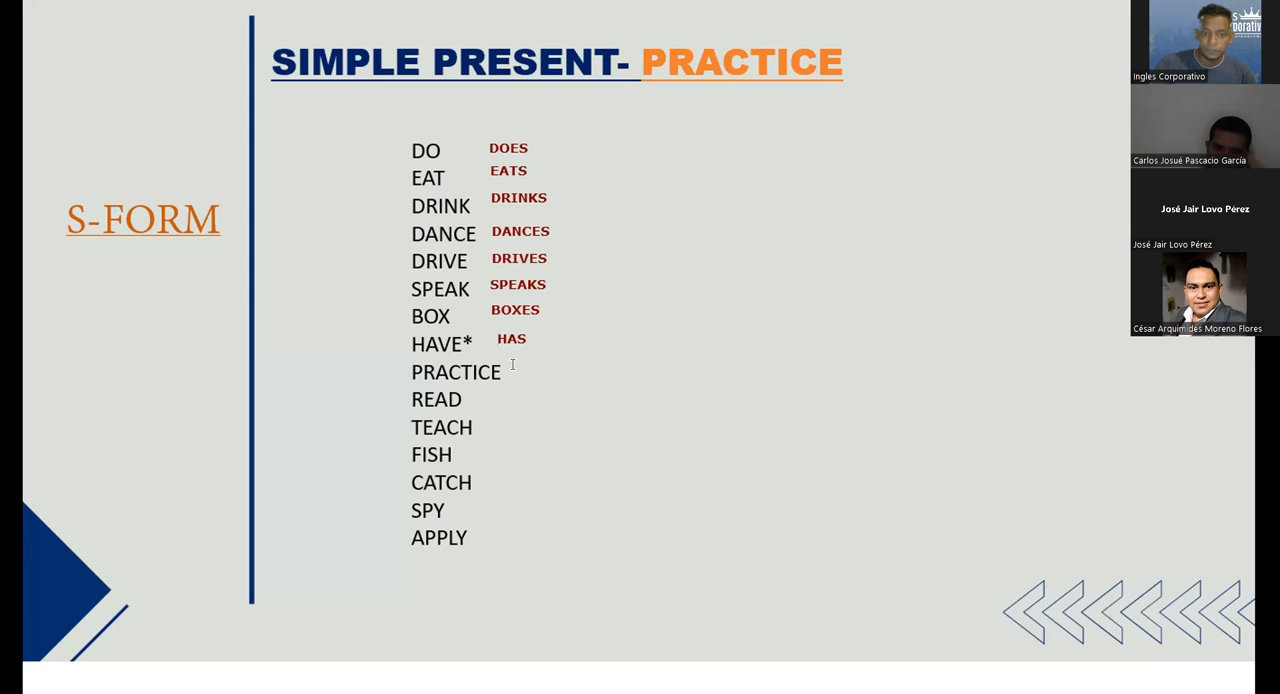 SIMPLE PRESENT- PRACTICE
S-FORM
DO DOES
EAT EATS
DRINK DRINKS
DANCE DANCES
DRIVE DRIVES
SPEAK SPEAKS
BOX BOXES
HAVE* HAS
PRACTICE
READ
TEACH
FISH
CATCH
SPY
APPLY
Ingles Corporativo
Carlos Josué Pascacio García
José Jair Lovo Pérez
José Jair Lovo Pérez
César Arquimides Moreno Flores